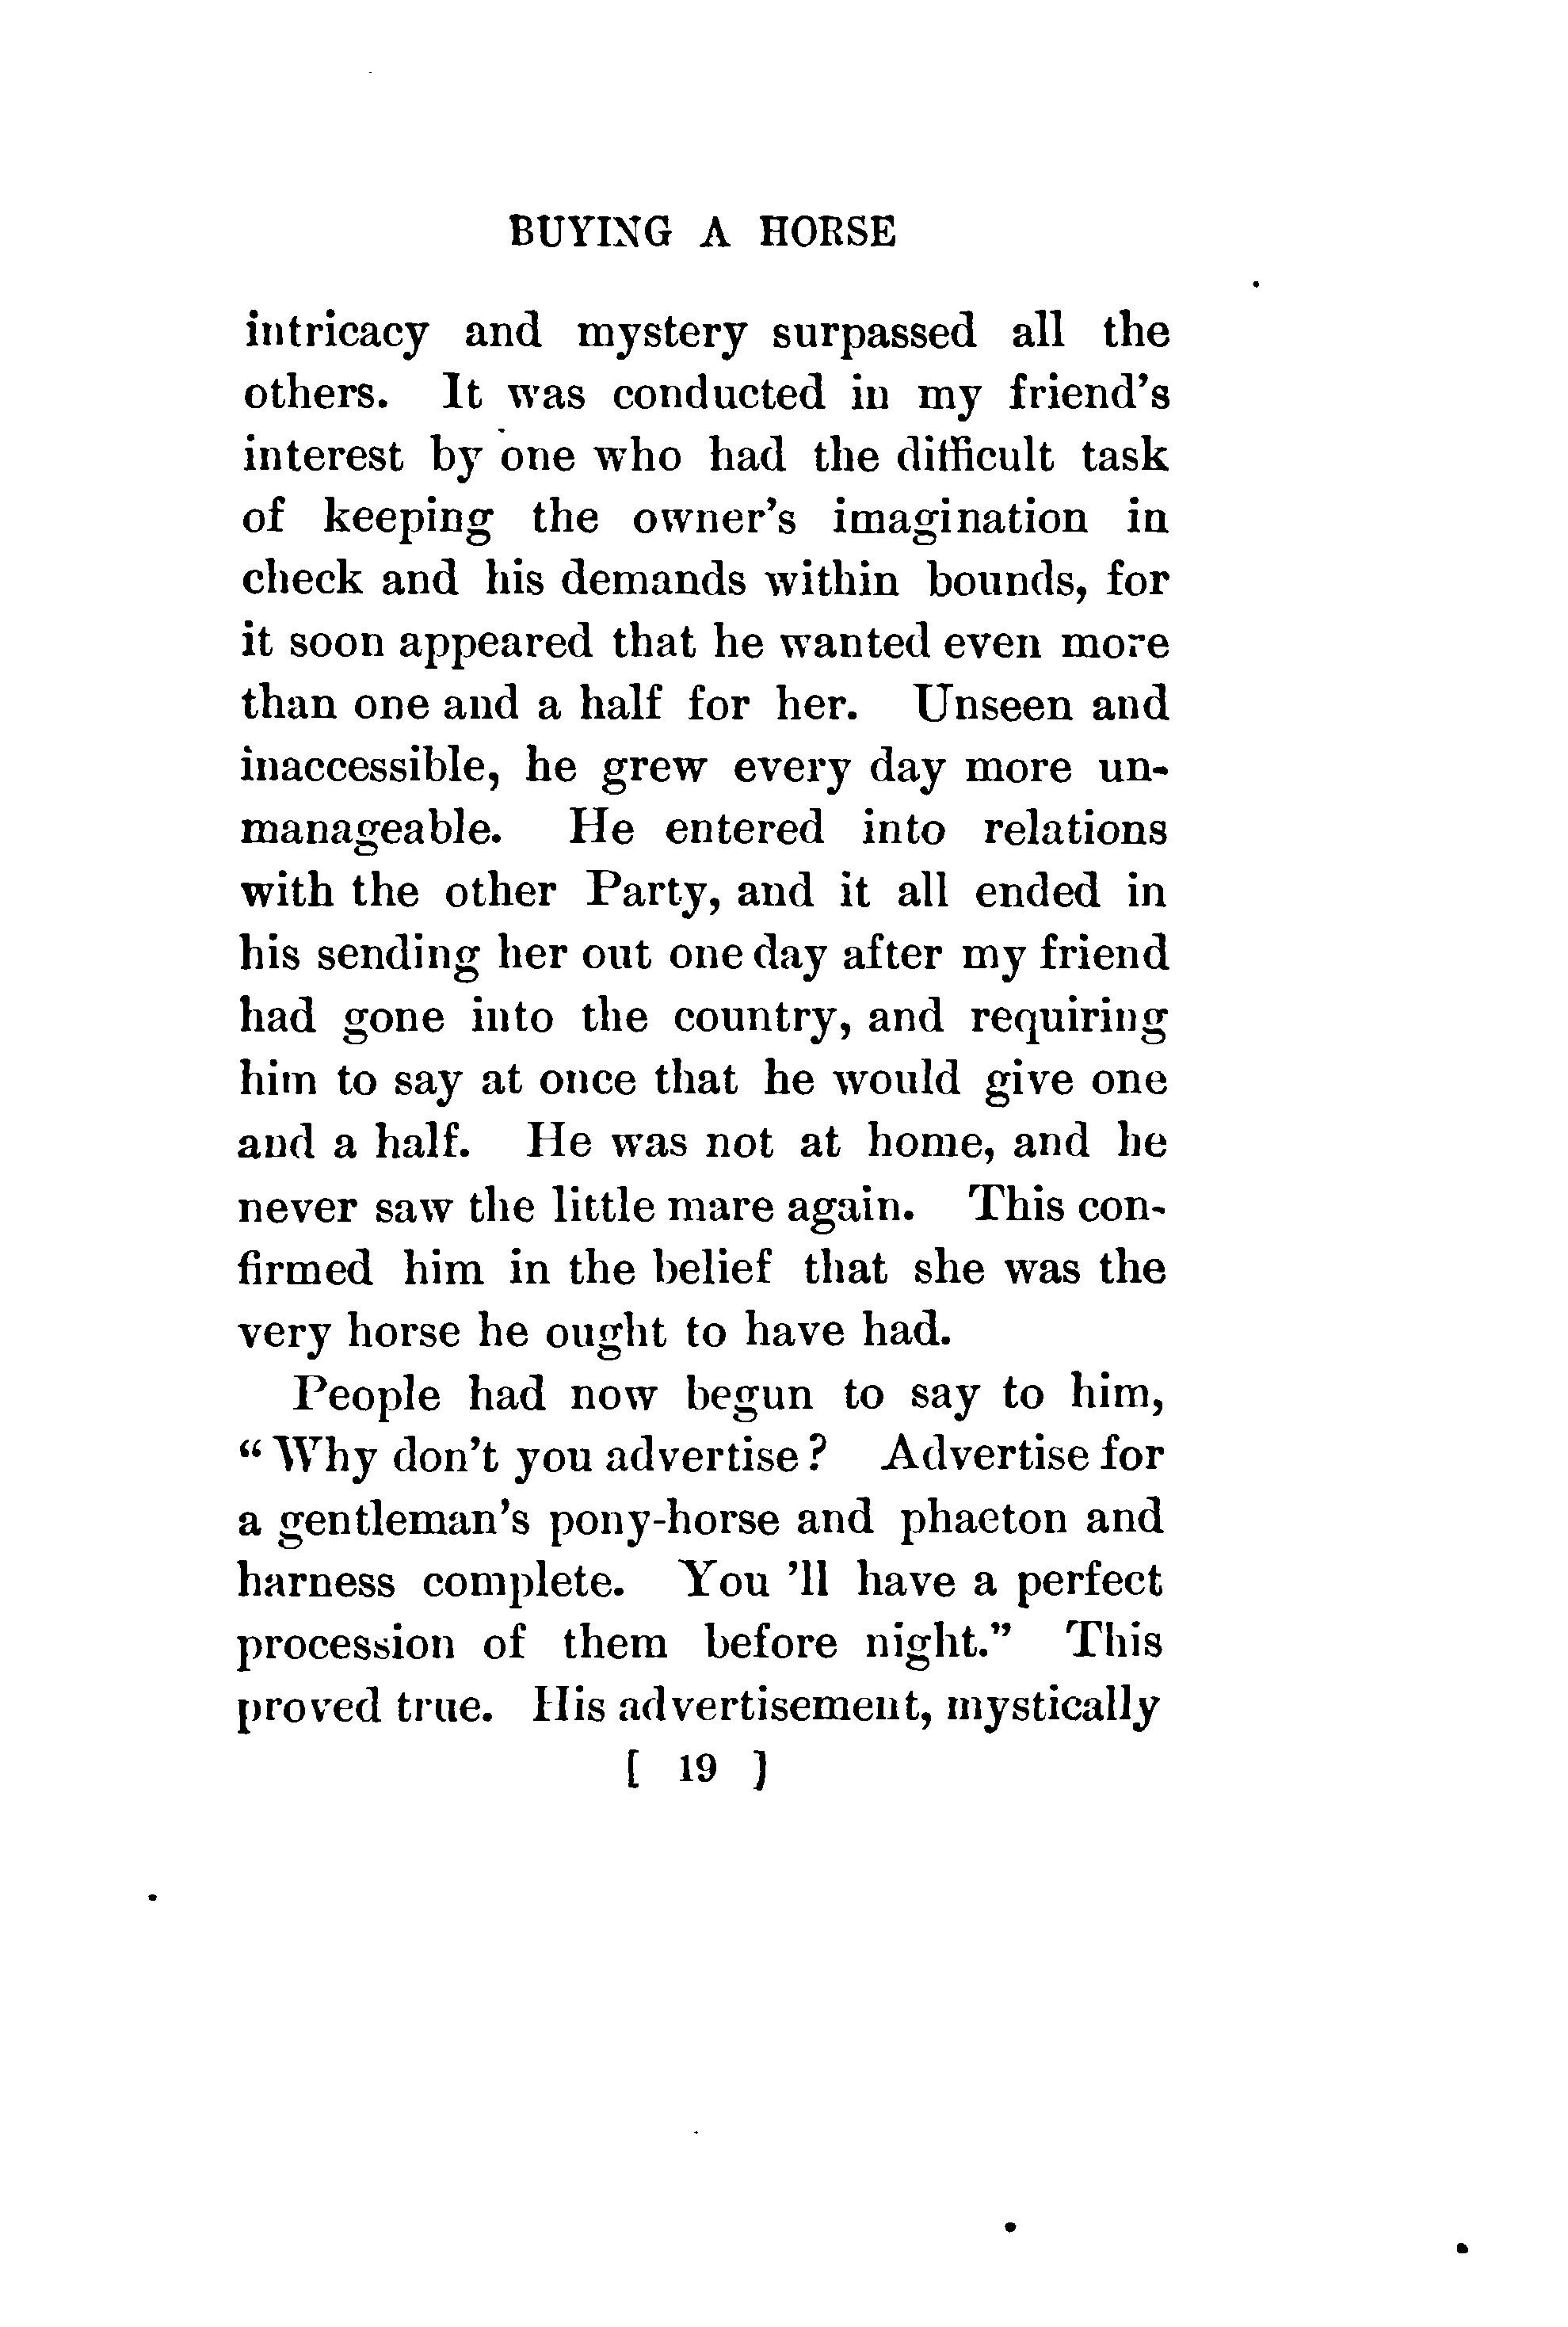 BUYING A HORSE
intricacy and mystery surpassed all the
others. It was conducted in my friend's
interest by one who had the difficult task
of keeping the owner's imagination in
check and his demands within bounds, for
it soon appeared that he wanted even more
than one and a half for her. Unseen and
inaccessible, he grew every day more un-
manageable. He entered into relations
with the other Party, and it all ended in
his sending her out one day after my friend
had gone into the country, and requiring
him to say at once that he would give one
and a half. He was not at home, and he
never saw the little mare again. This con-
firmed him in the belief that she was the
very horse he ought to have had.
People had now begun to say to him,
“Why don't you advertise? Advertise for
a gentleman's pony-horse and phaeton and
harness complete. You 'll have a perfect
procession of them before night.” This
proved true. His advertisement, mystically
[ 19 ]